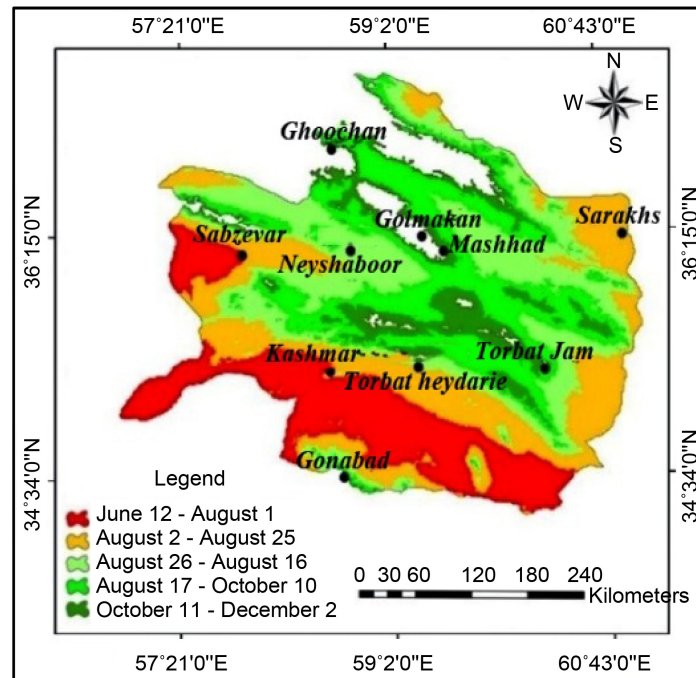 57˚21'0"E 59˚2'0"E 60˚43'0"E
N
W E
S
Ghoochan
Golmakan
Sarakhs
Sabzevar
Mashhad
Neyshaboor
36˚15'0"N
36˚15'0"N
Kashmar
Torbat Jam
Torbat heydarie
Gonabad
34˚34'0"N
34˚34'0"N
Legend
June 12 - August 1
August 2 - August 25
August 26 - August 16
August 17 - October 10
October 11 - December 2
0 30 60 120 180 240
Kilometers
57˚21'0"E 59˚2'0"E 60˚43'0"E